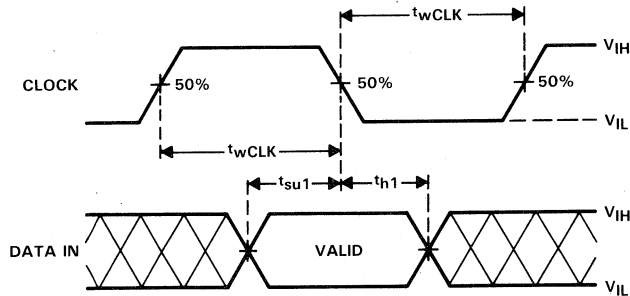 twCLK
VIH
CLOCK
50%
50%
50%
VIL
twCLK
tsu1
th1
VIH
DATA IN
VALID
VIL